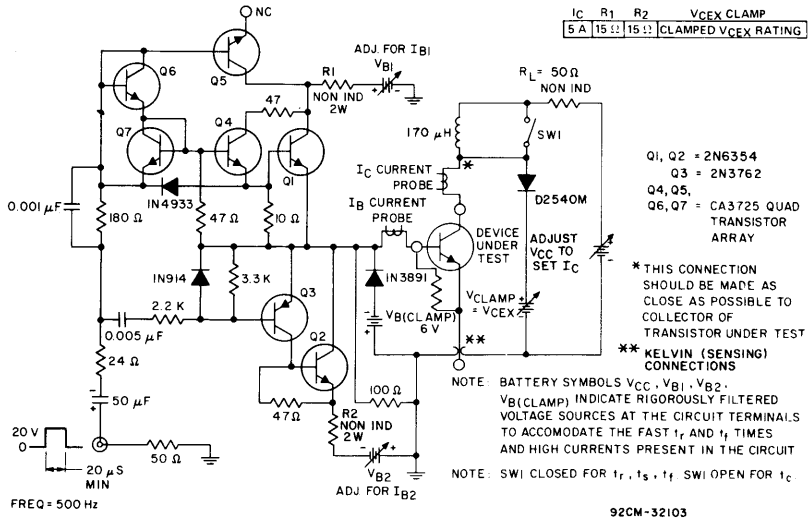 NC
IC R1 R2 VCEX CLAMP
5 A 15 Ω 15 Ω CLAMPED VCEX RATING
Q6
Q5
R1
NON IND
2W
ADJ. FOR IB1
VB1
+ -
RL = 50Ω
NON IND
47
Q7
Q4
Q1
170 μH
SW1
*
IC CURRENT
PROBE
IN4933
0.001 μF
180 Ω
47 Ω
10 Ω
IB CURRENT
PROBE
D2540M
Q1, Q2 = 2N6354
Q3 = 2N3762
Q4, Q5,
Q6, Q7 = CA3725 QUAD
TRANSISTOR
ARRAY
DEVICE
UNDER
TEST
ADJUST
VCC TO
SET IC
IN914
3.3 K
Q3
IN3891
* THIS CONNECTION
SHOULD BE MADE AS
CLOSE AS POSSIBLE TO
COLLECTOR OF
TRANSISTOR UNDER TEST
2.2 K
0.005 μF
Q2
VB(CLAMP)
6 V
VCLAMP
= VCEX
**
** KELVIN (SENSING)
CONNECTIONS
24 Ω
50 μF
47Ω
100 Ω
R2
NON IND
2W
NOTE: BATTERY SYMBOLS VCC, VB1, VB2,
VB(CLAMP) INDICATE RIGOROUSLY FILTERED
VOLTAGE SOURCES AT THE CIRCUIT TERMINALS
TO ACCOMODATE THE FAST tr AND tf TIMES
AND HIGH CURRENTS PRESENT IN THE CIRCUIT
20 V
0
20 μS
MIN
50 Ω
- +
VB2
ADJ. FOR IB2
NOTE: SW1 CLOSED FOR tr, ts, tf. SW1 OPEN FOR tc.
FREQ = 500 Hz
92CM-32103